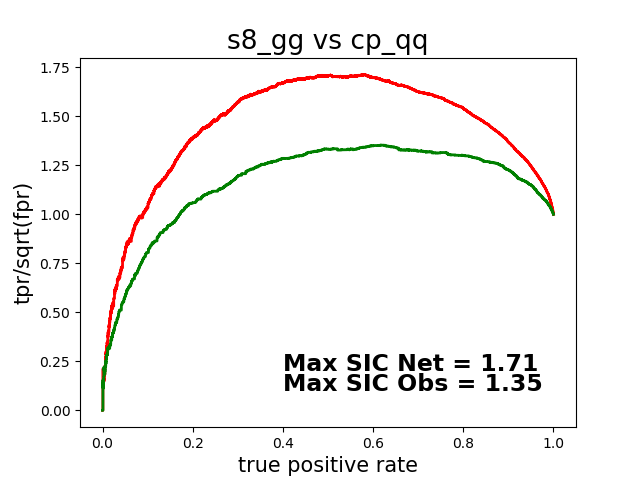 s8_gg vs cp_qq
tpr/sqrt(fpr)
1.75
1.50
1.25
1.00
0.75
0.50
0.25
0.00
Max SIC Net = 1.71
Max SIC Obs = 1.35
0.0 0.2 0.4 0.6 0.8 1.0
true positive rate